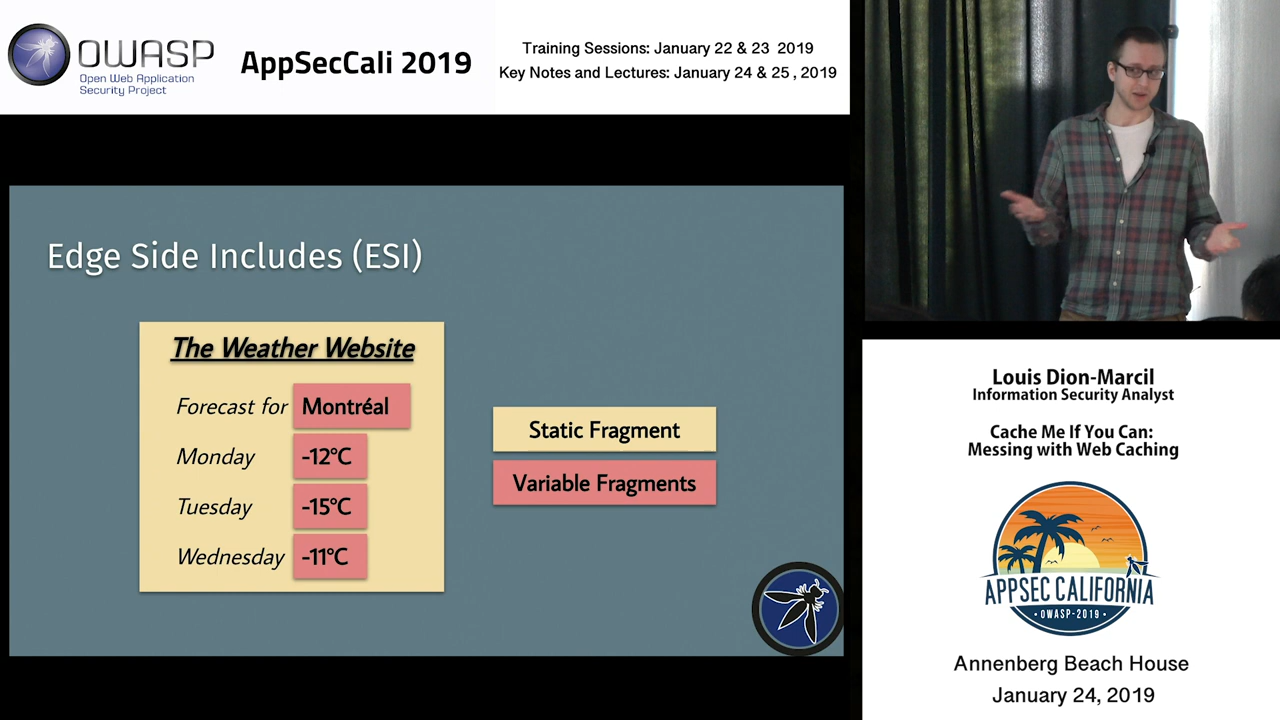 OWASP
Open Web Application
Security Project
AppSecCali 2019
Training Sessions: January 22 & 23 2019
Key Notes and Lectures: January 24 & 25, 2019
Edge Side Includes (ESI)
The Weather Website
Forecast for Montréal
Monday -12°C
Tuesday -15°C
Wednesday -11°C
Static Fragment
Variable Fragments
Louis Dion-Marcil
Information Security Analyst
Cache Me If You Can:
Messing with Web Caching
APPSEC CALIFORNIA
• OWASP-2019 •
Annenberg Beach House
January 24, 2019